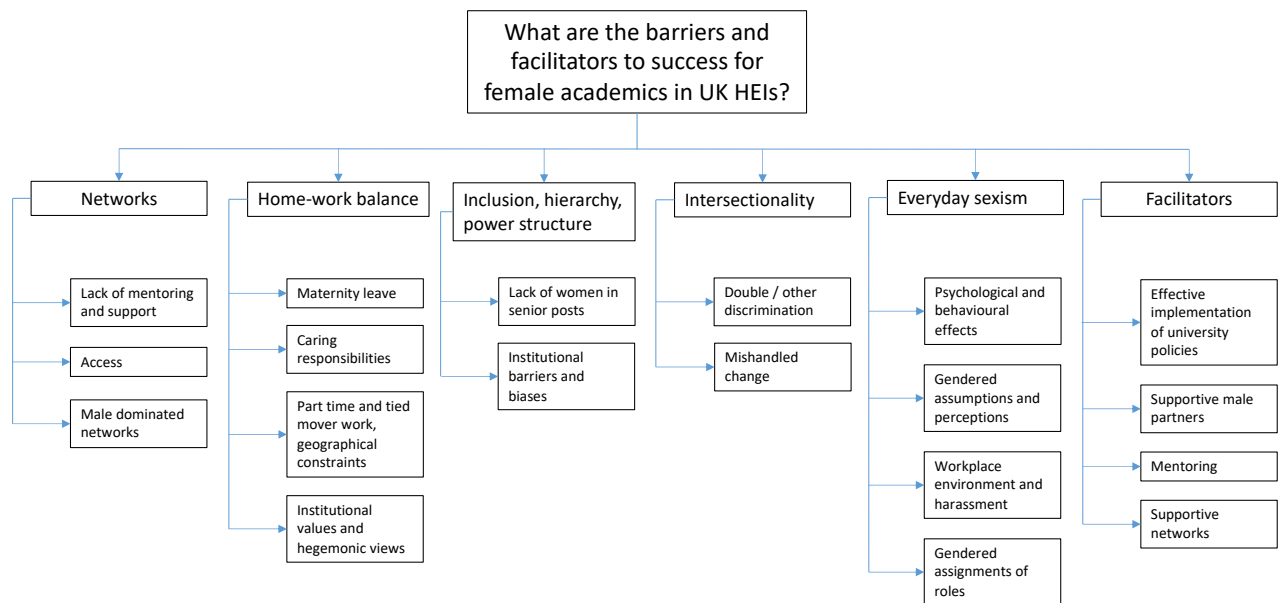 What are the barriers and
facilitators to success for
female academics in UK HEIs?
Networks
Lack of mentoring
and support
Access
Male dominated
networks
Home-work balance
Maternity leave
Caring
responsibilities
Part time and tied
mover work,
geographical
constraints
Institutional
values and
hegemonic views
Inclusion, hierarchy,
power structure
Lack of women in
senior posts
Institutional
barriers and
biases
Intersectionality
Double / other
discrimination
Mishandled
change
Everyday sexism
Psychological and
behavioural
effects
Gendered
assumptions and
perceptions
Workplace
environment and
harassment
Gendered
assignments of
roles
Facilitators
Effective
implementation
of university
policies
Supportive male
partners
Mentoring
Supportive
networks